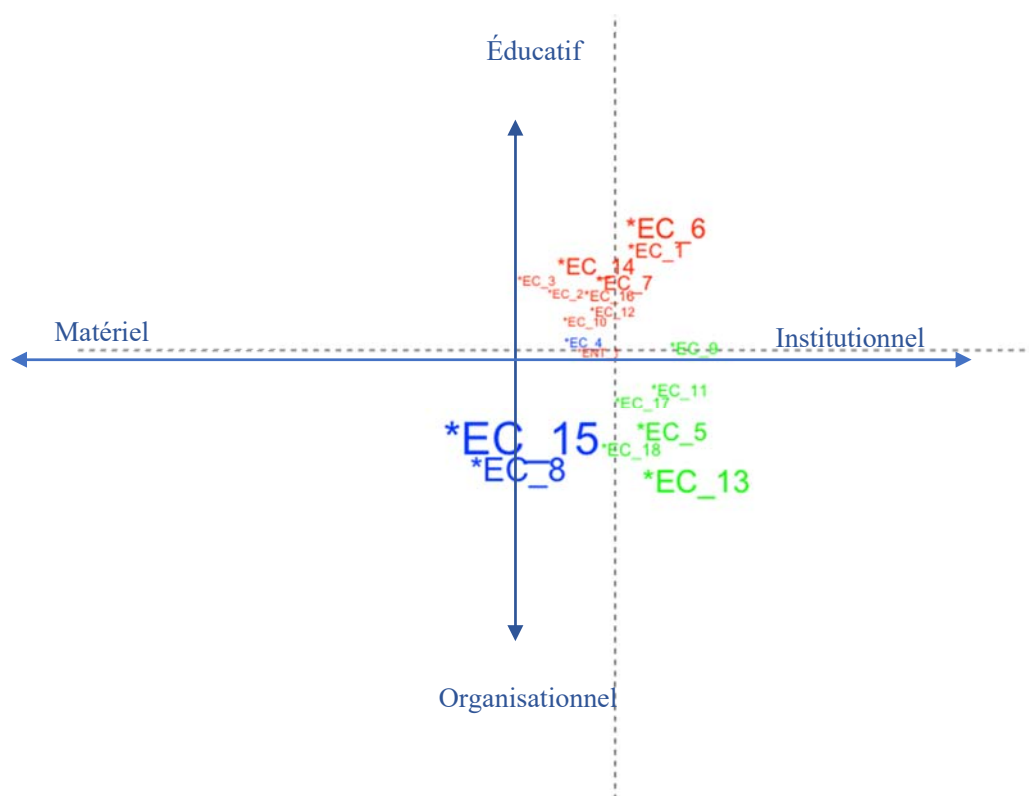 Éducatif
*EC_6
*EC_1
*EC_14
*EC_3
*EC_7
*EC_2
*EC_16
*EC_12
*EC_10
Matériel
Institutionnel
*EC_4
*EC_9
*EC_11
*EC_17
*EC_5
*EC_15
*EC_18
*EC_8
*EC_13
Organisationnel